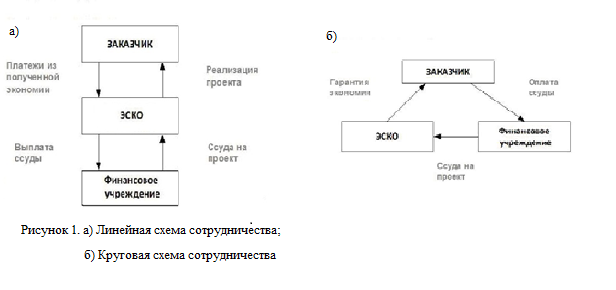 а)
ЗАКАЗЧИК
Платежи из
полученной
экономии
Реализация
проекта
ЭСКО
Выплата
ссуды
Ссуда на
проект
Финансовое
учреждение
б)
ЗАКАЗЧИК
Гарантия
экономии
Оплата
ссуды
ЭСКО
Финансовое
учреждение
Ссуда на
проект
Рисунок 1. а) Линейная схема сотрудничества;
б) Круговая схема сотрудничества